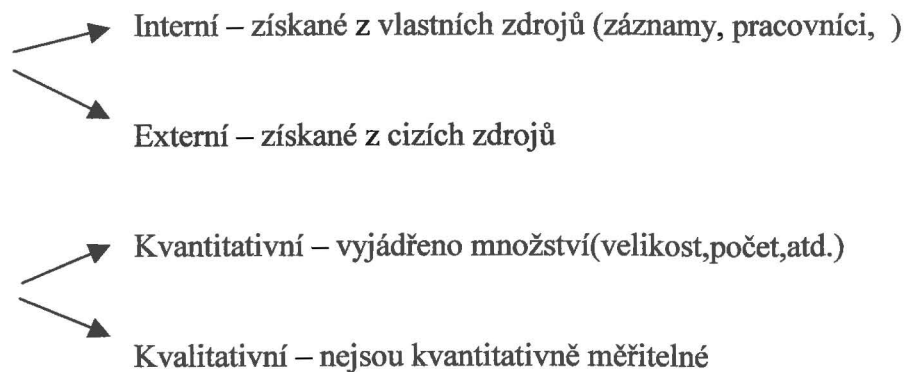 Interní – získané z vlastních zdrojů (záznamy, pracovníci, )
Externí – získané z cizích zdrojů
Kvantitativní – vyjádřeno množství(velikost,počet,atd.)
Kvalitativní – nejsou kvantitativně měřitelné